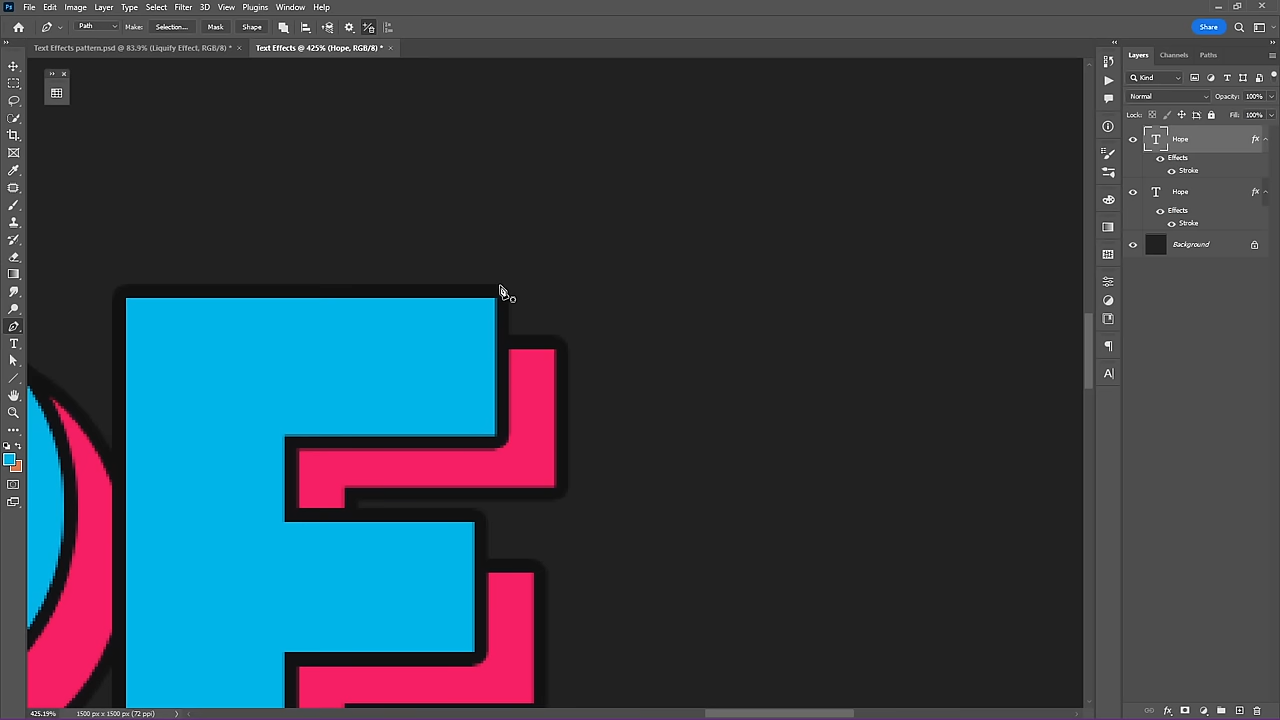 Ps File Edit Image Layer Type Select Filter 3D View Plugins Window Help
Path Make: Selection... Mask Shape Share
Text Effects pattern.psd @ 83.9% (Liquify Effect, RGB/8) * × Text Effects @ 425% (Hope, RGB/8) * ×
Layers Channels Paths
Kind
Normal Opacity: 100%
Lock: Fill: 100%
T Hope fx
Effects
Stroke
T Hope fx
Effects
Stroke
Background
E
425.19% 1500 px x 1500 px (72 ppi)